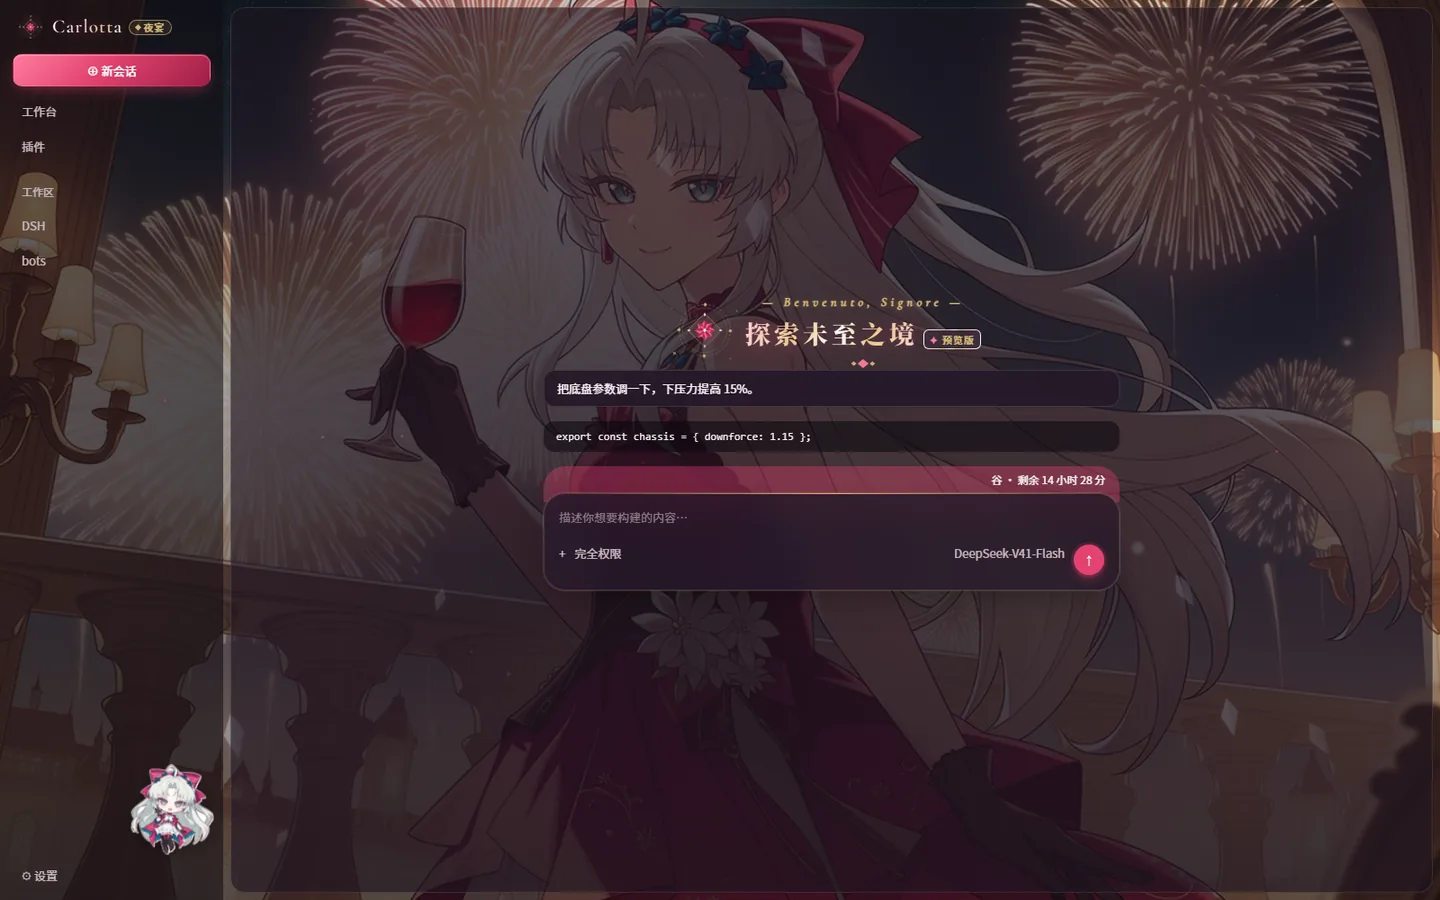 Carlotta ✦夜宴
⊕ 新会话
工作台
插件
工作区
DSH
bots
— Benvenuto, Signore —
探索未至之境 ✦ 预览版
把底盘参数调一下，下压力提高 15%。
export const chassis = { downforce: 1.15 };
谷 · 剩余 14 小时 28 分
描述你想要构建的内容…
+ 完全权限 DeepSeek-V41-Flash ↑
⚙ 设置